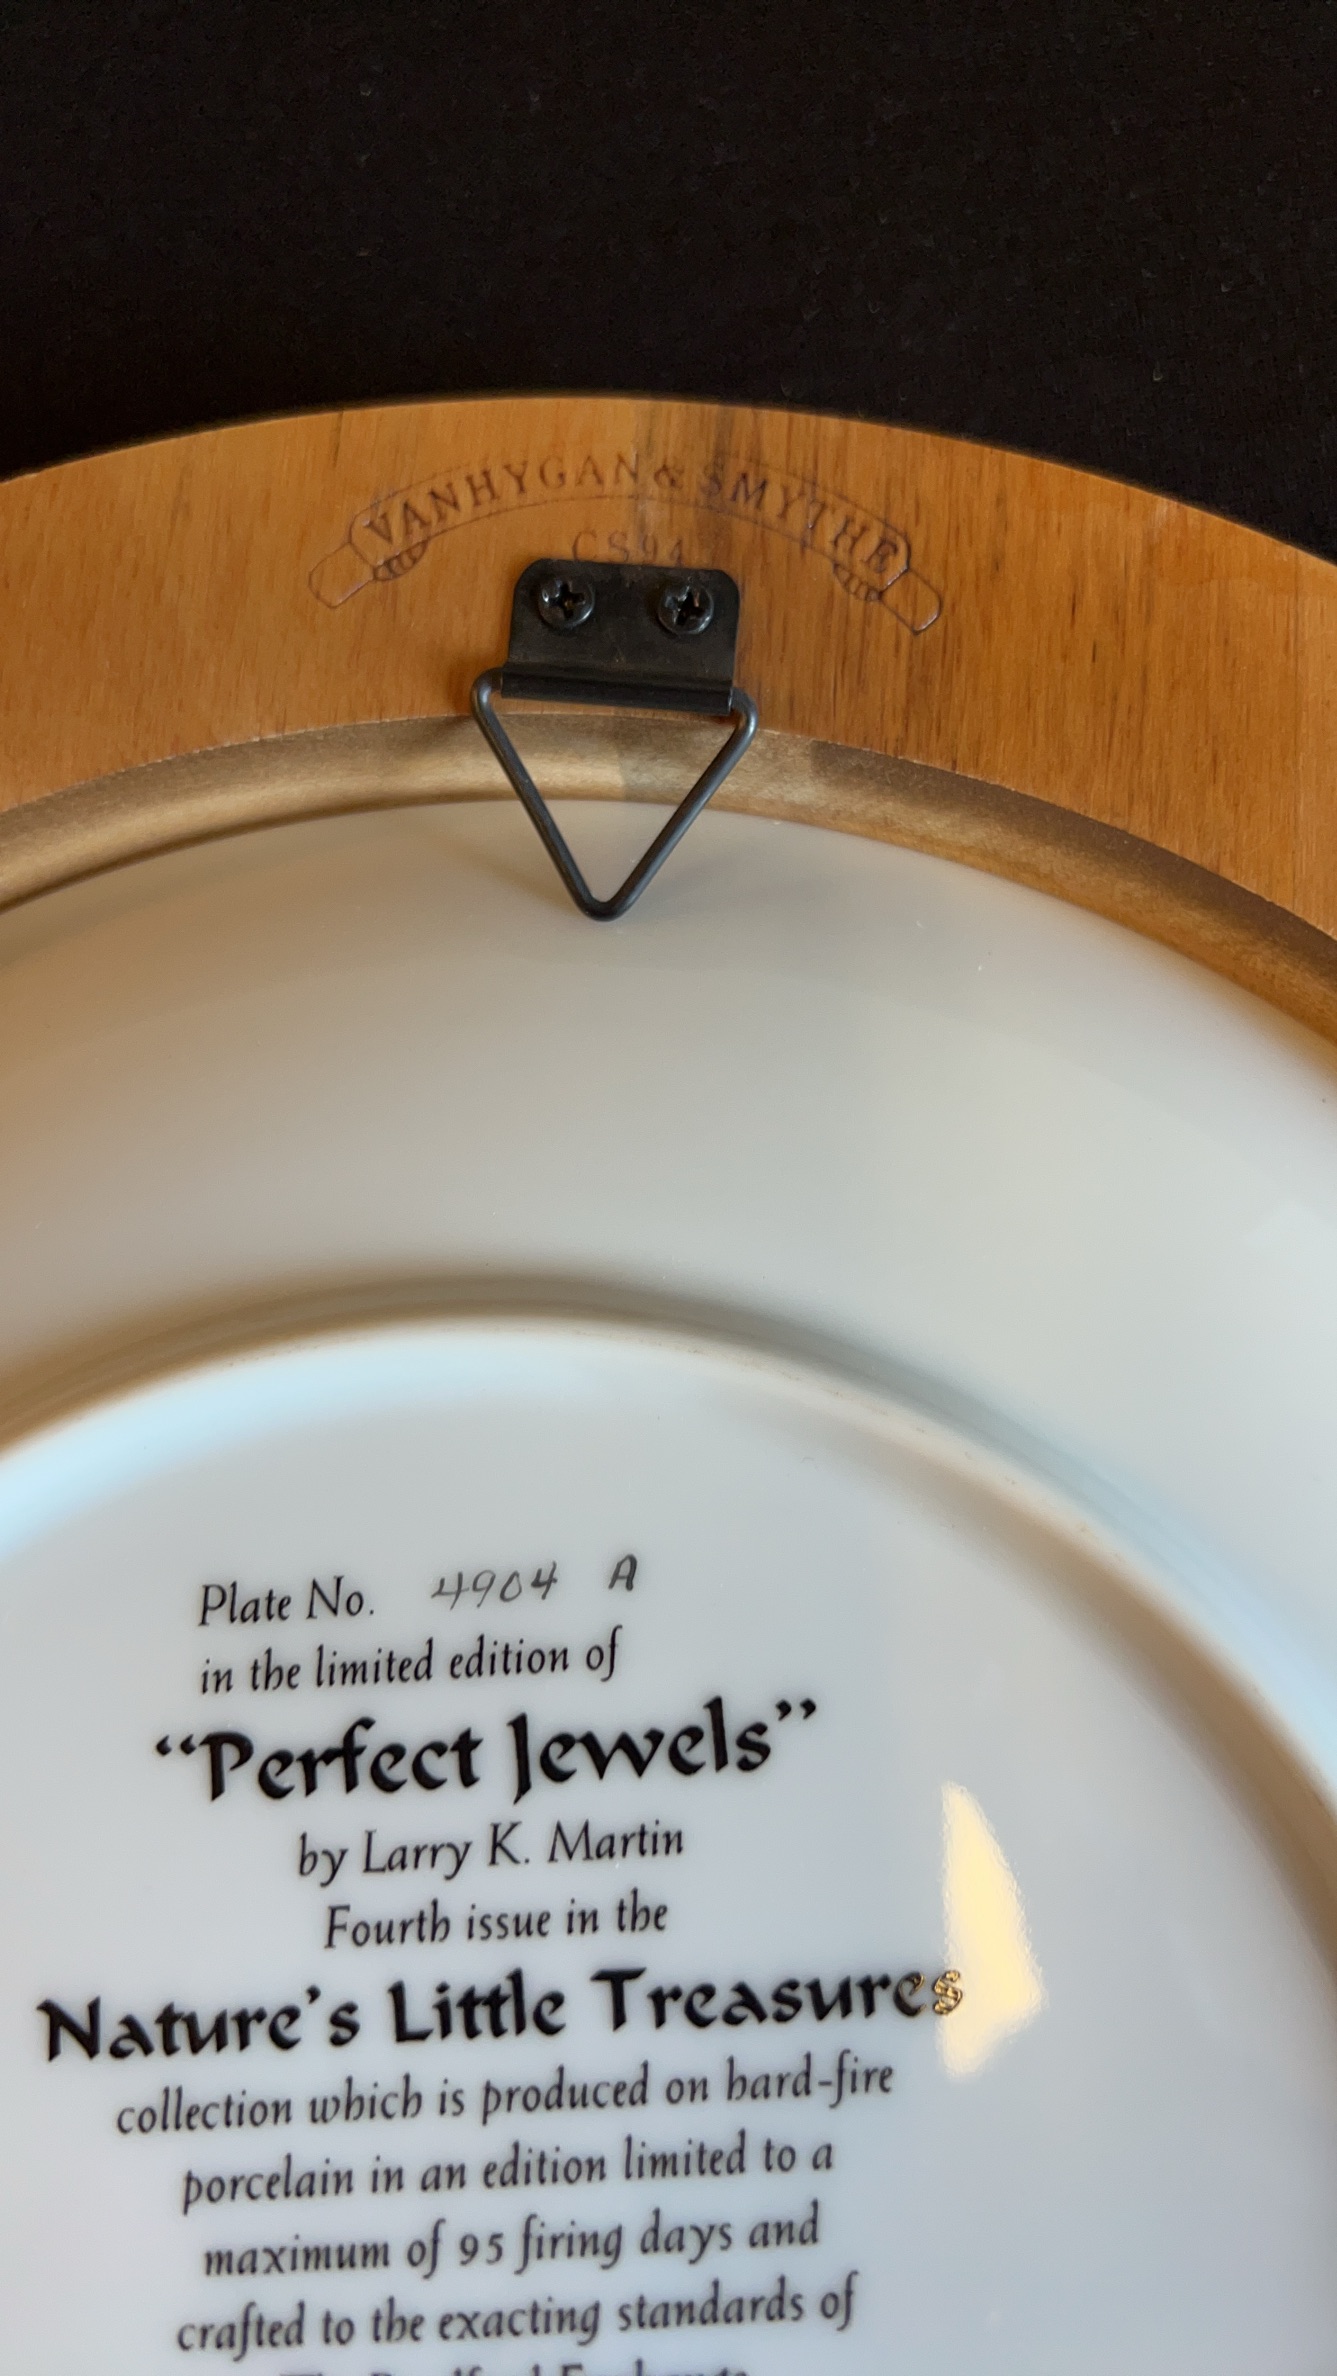 VANHYGAN & SMYTHE
CS94
Plate No. 4904 A
in the limited edition of
“Perfect Jewels”
by Larry K. Martin
Fourth issue in the
Nature’s Little Treasures
collection which is produced on hard-fire
porcelain in an edition limited to a
maximum of 95 firing days and
crafted to the exacting standards of